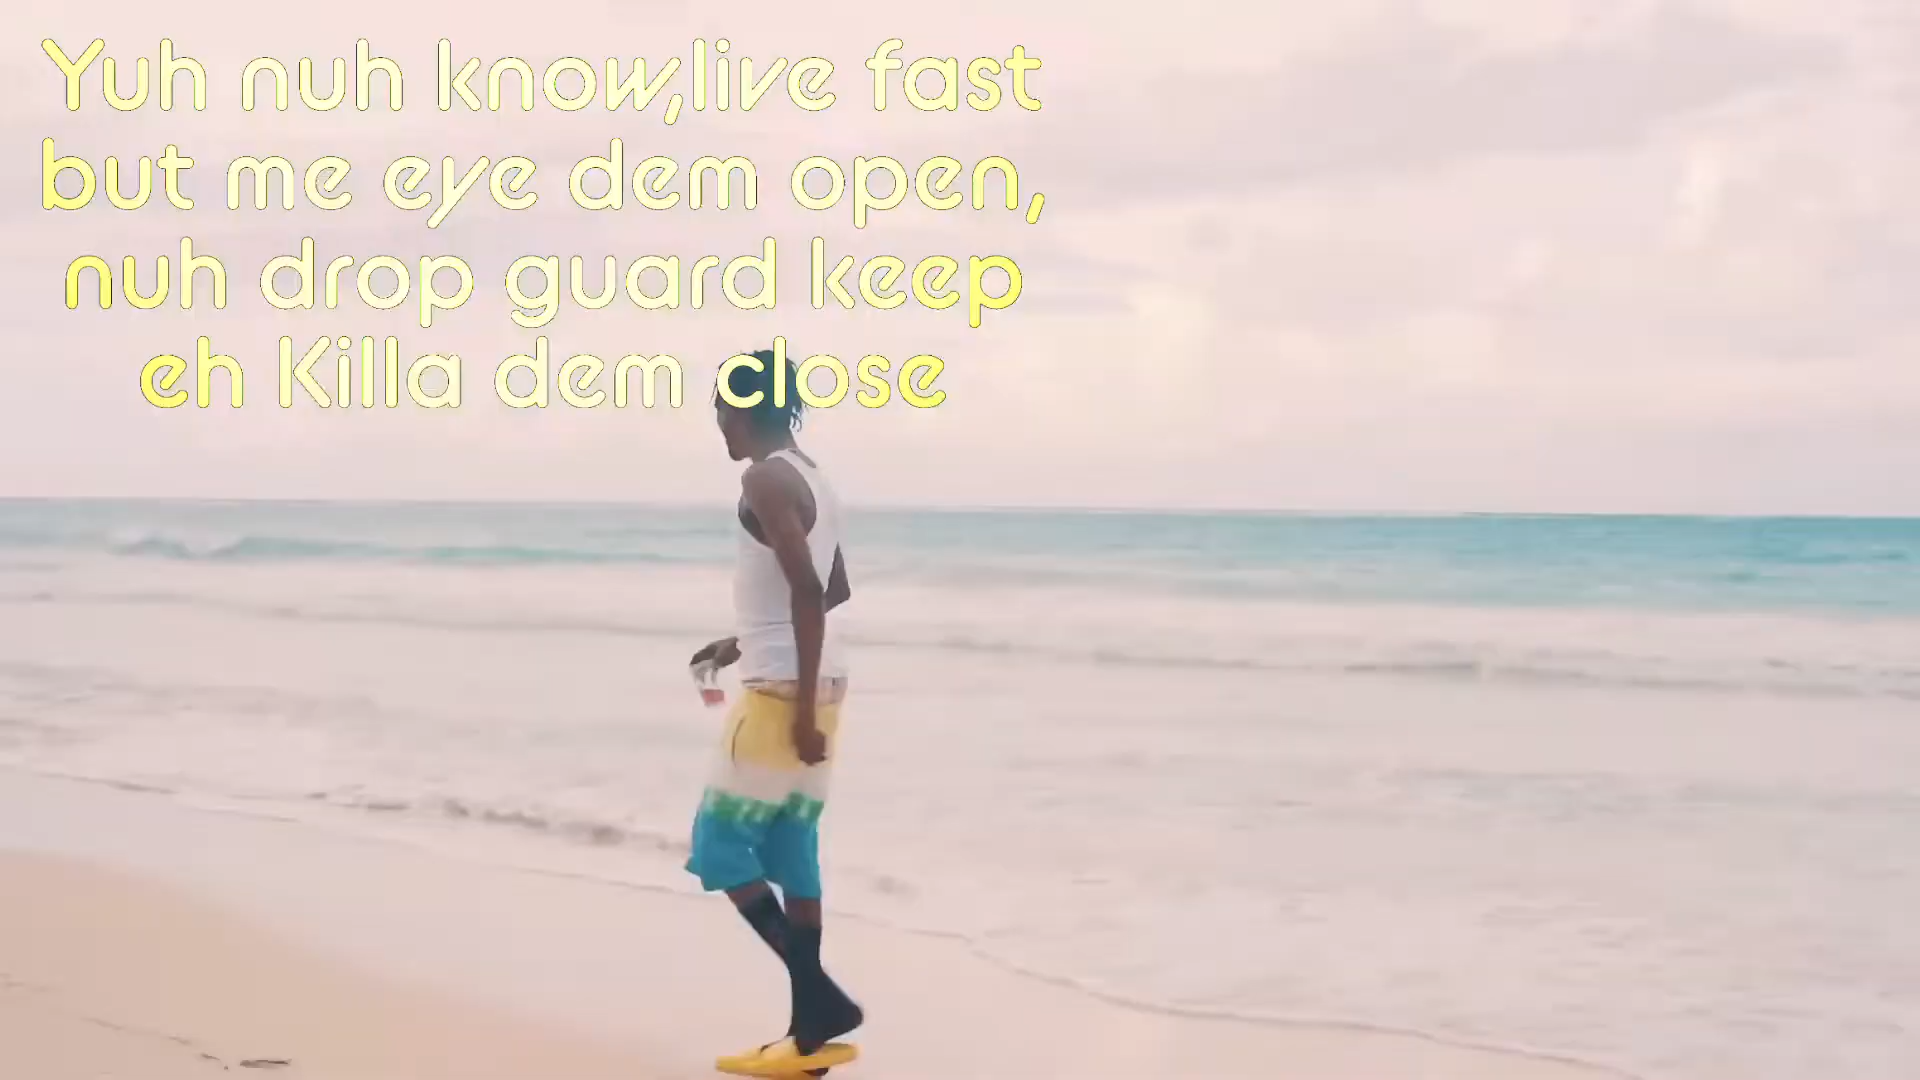 Yuh nuh know,live fast
but me eye dem open,
nuh drop guard keep
eh Killa dem close